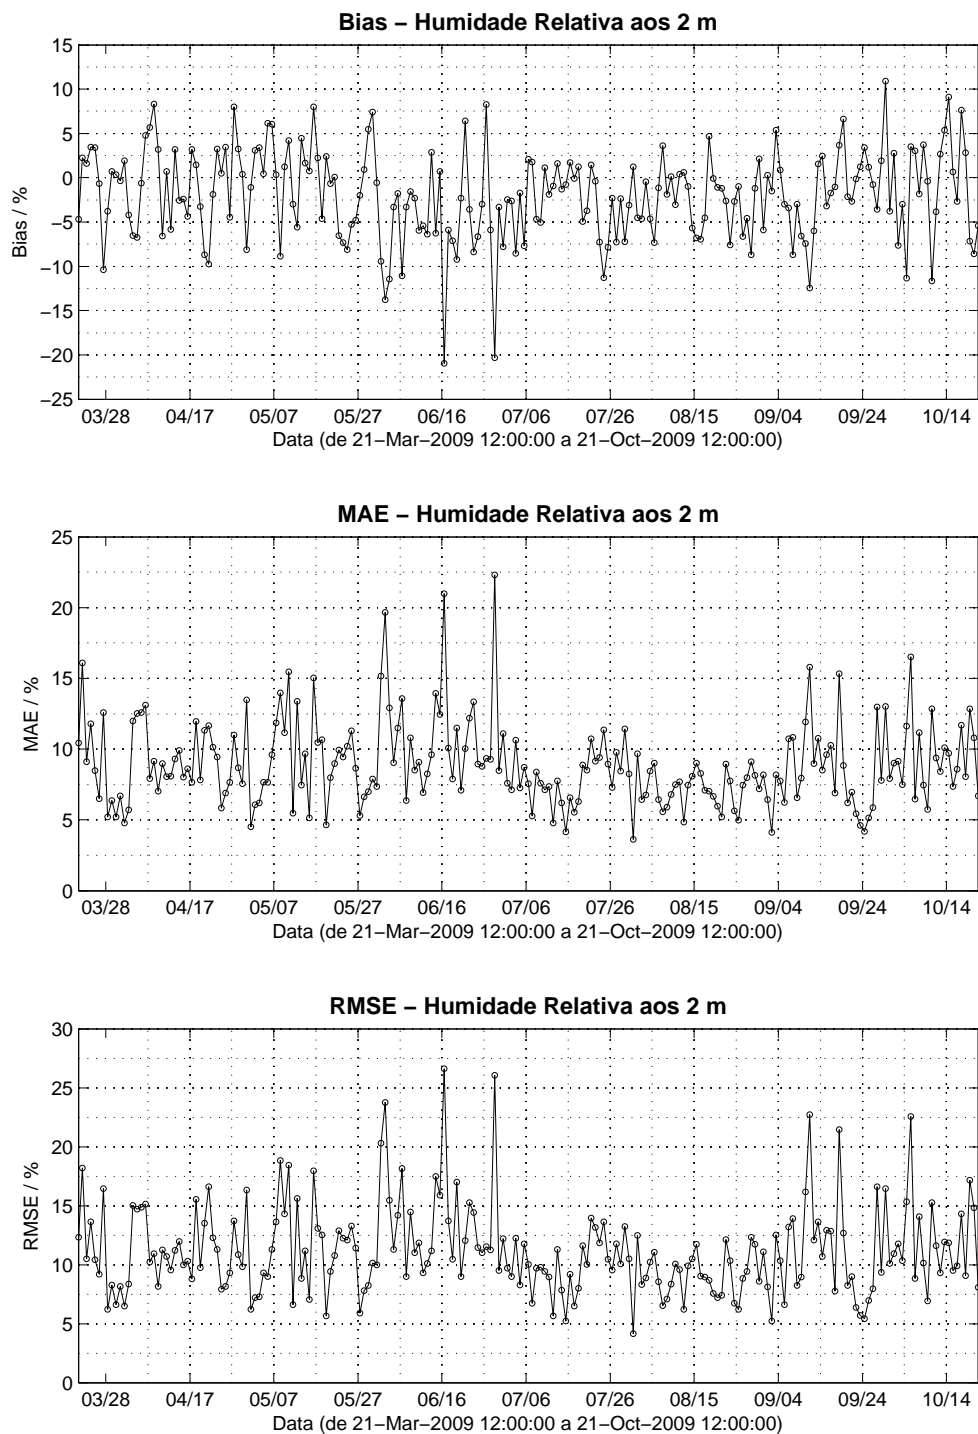 Bias – Humidade Relativa aos 2 m
15
10
5
0
−5
−10
−15
−20
−25
Bias / %
03/28 04/17 05/07 05/27 06/16 07/06 07/26 08/15 09/04 09/24 10/14
Data (de 21−Mar−2009 12:00:00 a 21−Oct−2009 12:00:00)
MAE – Humidade Relativa aos 2 m
25
20
15
10
5
0
MAE / %
03/28 04/17 05/07 05/27 06/16 07/06 07/26 08/15 09/04 09/24 10/14
Data (de 21−Mar−2009 12:00:00 a 21−Oct−2009 12:00:00)
RMSE – Humidade Relativa aos 2 m
30
25
20
15
10
5
0
RMSE / %
03/28 04/17 05/07 05/27 06/16 07/06 07/26 08/15 09/04 09/24 10/14
Data (de 21−Mar−2009 12:00:00 a 21−Oct−2009 12:00:00)